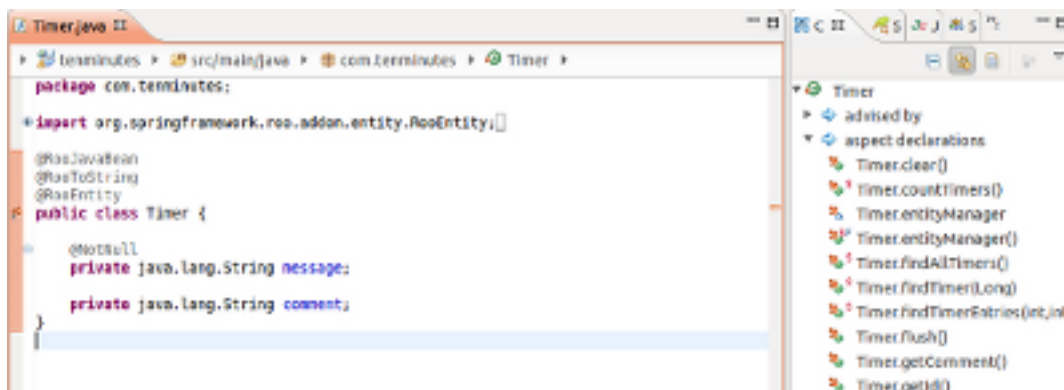 Timer.java
tenminutes src/main/java com.tenminutes Timer
package com.tenminutes;
import org.springframework.roo.addon.entity.RooEntity;
@RooJavaBean
@RooToString
@RooEntity
public class Timer {
@NotNull
private java.lang.String message;
private java.lang.String comment;
}
C S J S
Timer
advised by
aspect declarations
Timer.clear()
Timer.countTimers()
Timer.entityManager
Timer.entityManager()
Timer.findAllTimers()
Timer.findTimer(Long)
Timer.findTimerEntries(int,int
Timer.flush()
Timer.getComment()
Timer.getId()